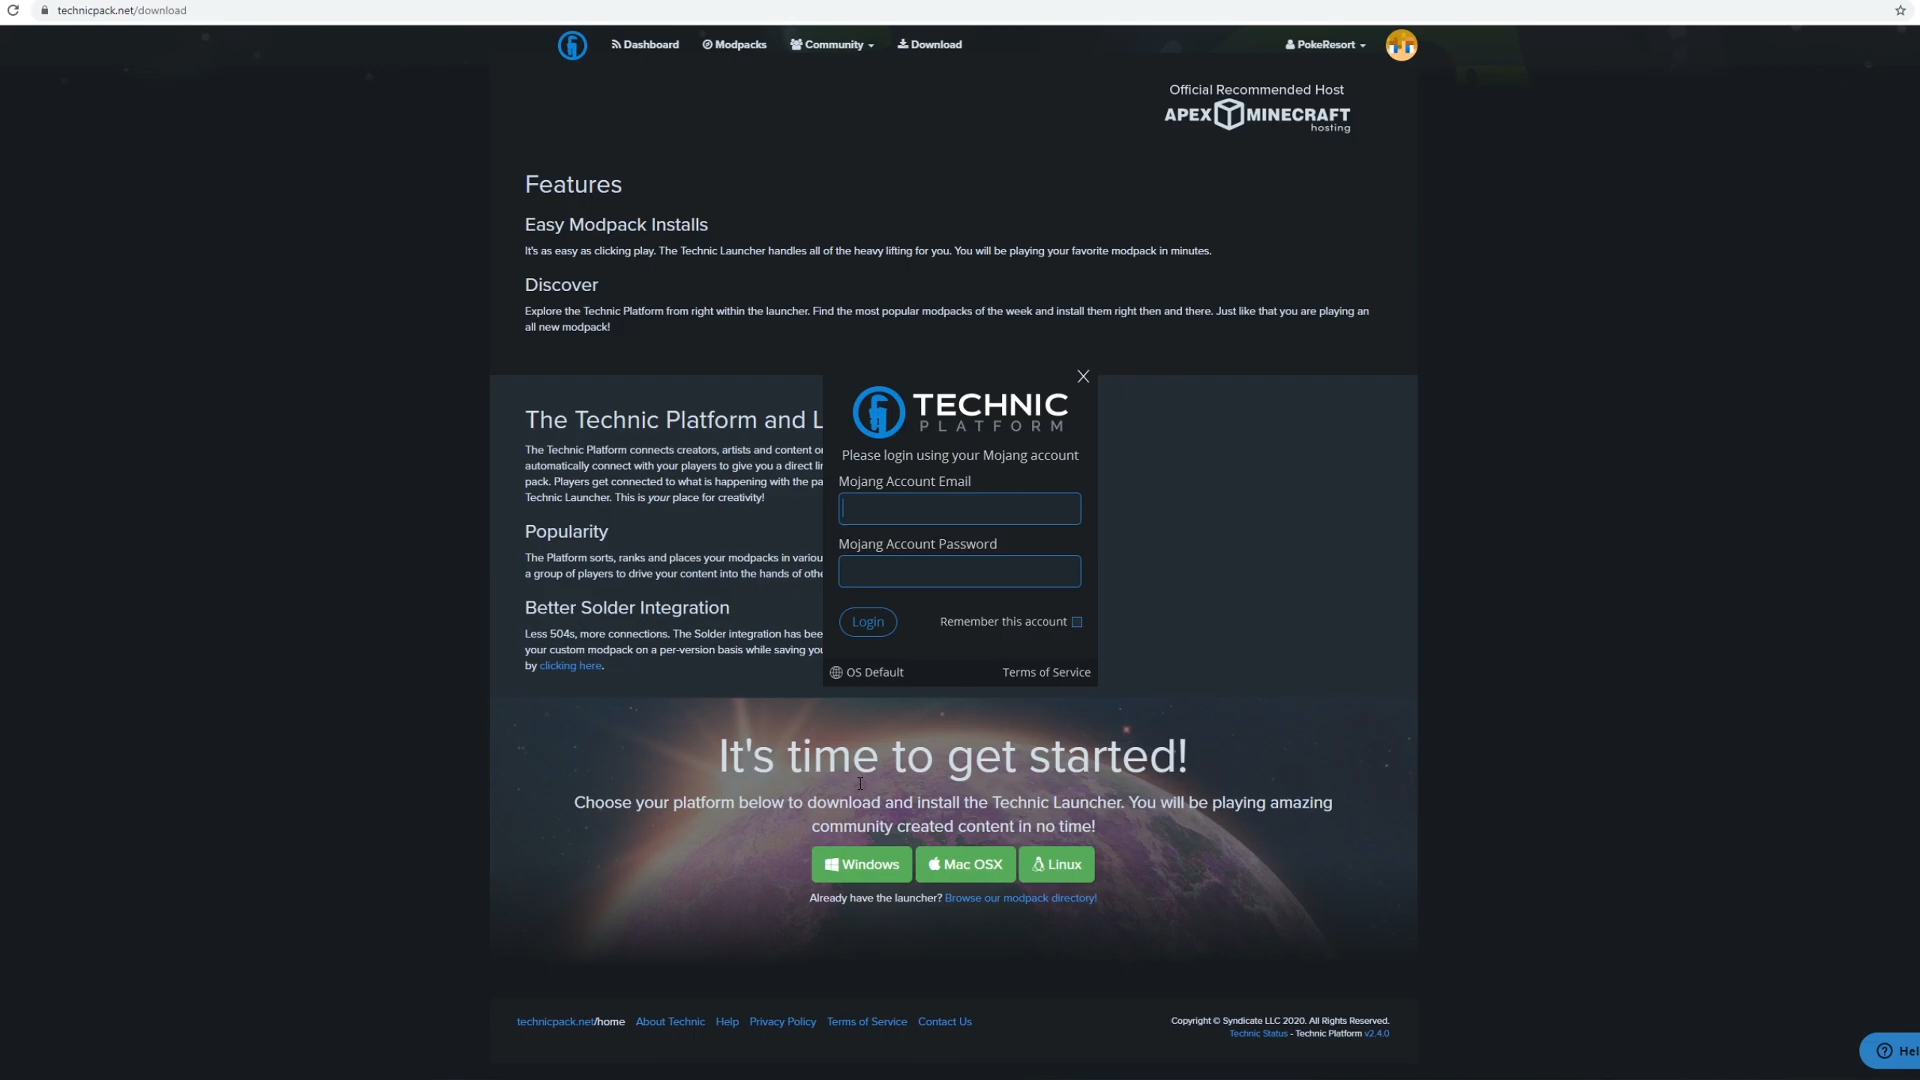 technicpack.net/download
Dashboard Modpacks Community Download PokeResort
Official Recommended Host
APEX MINECRAFT
hosting
Features
Easy Modpack Installs
It's as easy as clicking play. The Technic Launcher handles all of the heavy lifting for you. You will be playing your favorite modpack in minutes.
Discover
Explore the Technic Platform from right within the launcher. Find the most popular modpacks of the week and install them right then and there. Just like that you are playing an
all new modpack!
The Technic Platform and L
The Technic Platform connects creators, artists and content or
automatically connect with your players to give you a direct lin
pack. Players get connected to what is happening with the pa
Technic Launcher. This is your place for creativity!
Popularity
The Platform sorts, ranks and places your modpacks in variou
a group of players to drive your content into the hands of othe
Better Solder Integration
Less 504s, more connections. The Solder integration has bee
your custom modpack on a per-version basis while saving you
by clicking here.
TECHNIC
PLATFORM
Please login using your Mojang account
Mojang Account Email
Mojang Account Password
Login Remember this account
OS Default Terms of Service
It's time to get started!
Choose your platform below to download and install the Technic Launcher. You will be playing amazing
community created content in no time!
Windows Mac OSX Linux
Already have the launcher? Browse our modpack directory!
technicpack.net/home About Technic Help Privacy Policy Terms of Service Contact Us
Copyright © Syndicate LLC 2020. All Rights Reserved.
Technic Status - Technic Platform v2.4.0
Hel